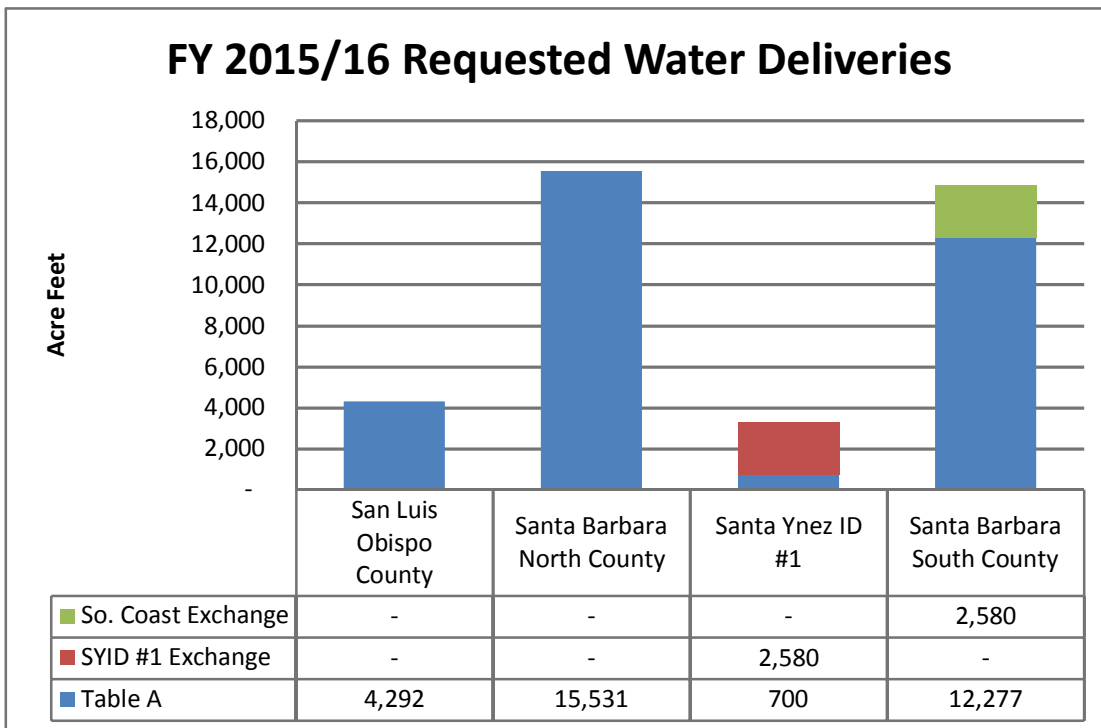 FY 2015/16 Requested Water Deliveries
18,000
16,000
14,000
12,000
10,000
8,000
6,000
4,000
2,000
-
Acre Feet
San Luis
Obispo
County
Santa Barbara
North County
Santa Ynez ID
#1
Santa Barbara
South County
So. Coast Exchange - - - 2,580
SYID #1 Exchange - - 2,580 -
Table A 4,292 15,531 700 12,277